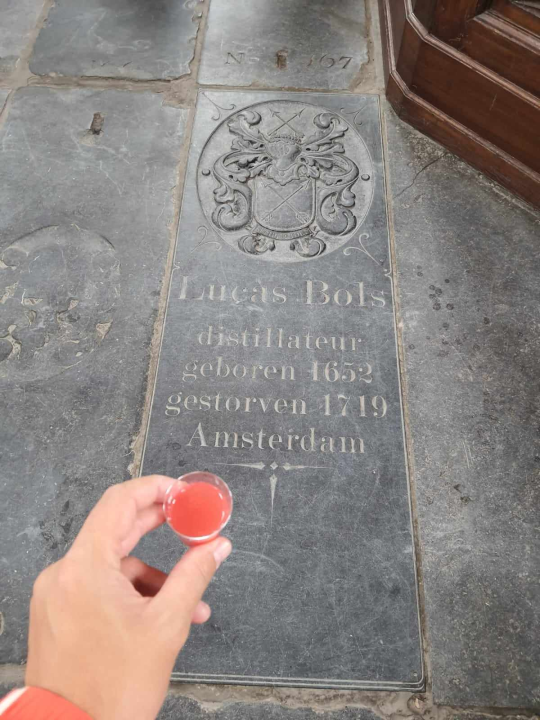 Lucas Bols
distillateur
geboren 1652
gestorven 1719
Amsterdam